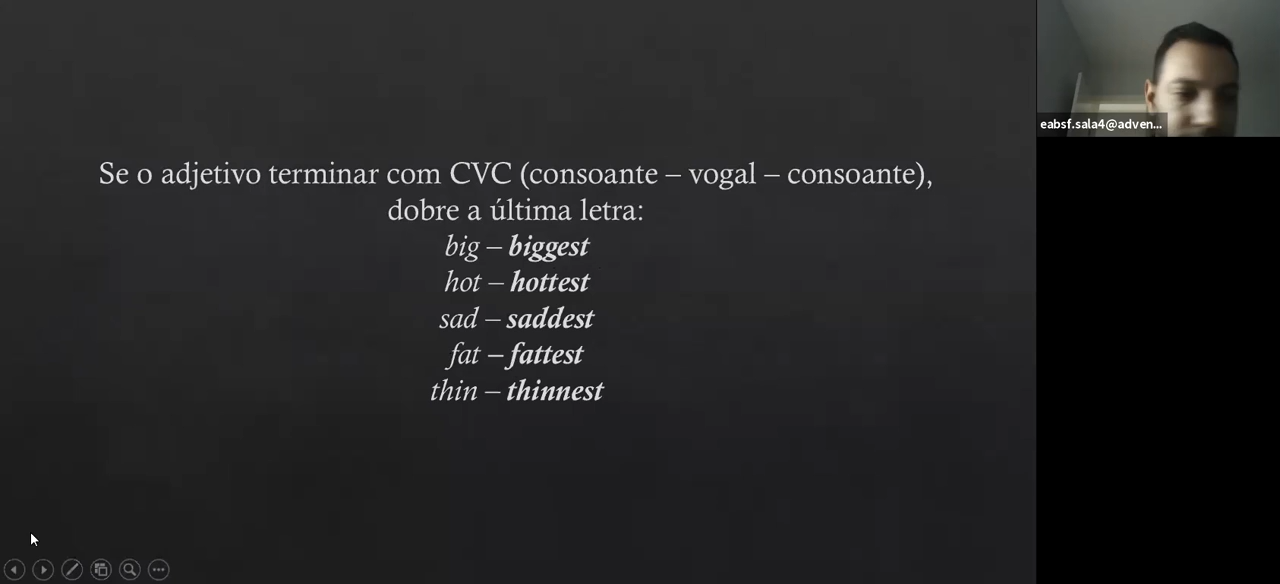 Se o adjetivo terminar com CVC (consoante – vogal – consoante),
dobre a última letra:
big – biggest
hot – hottest
sad – saddest
fat – fattest
thin – thinnest
eabsf.sala4@adven...